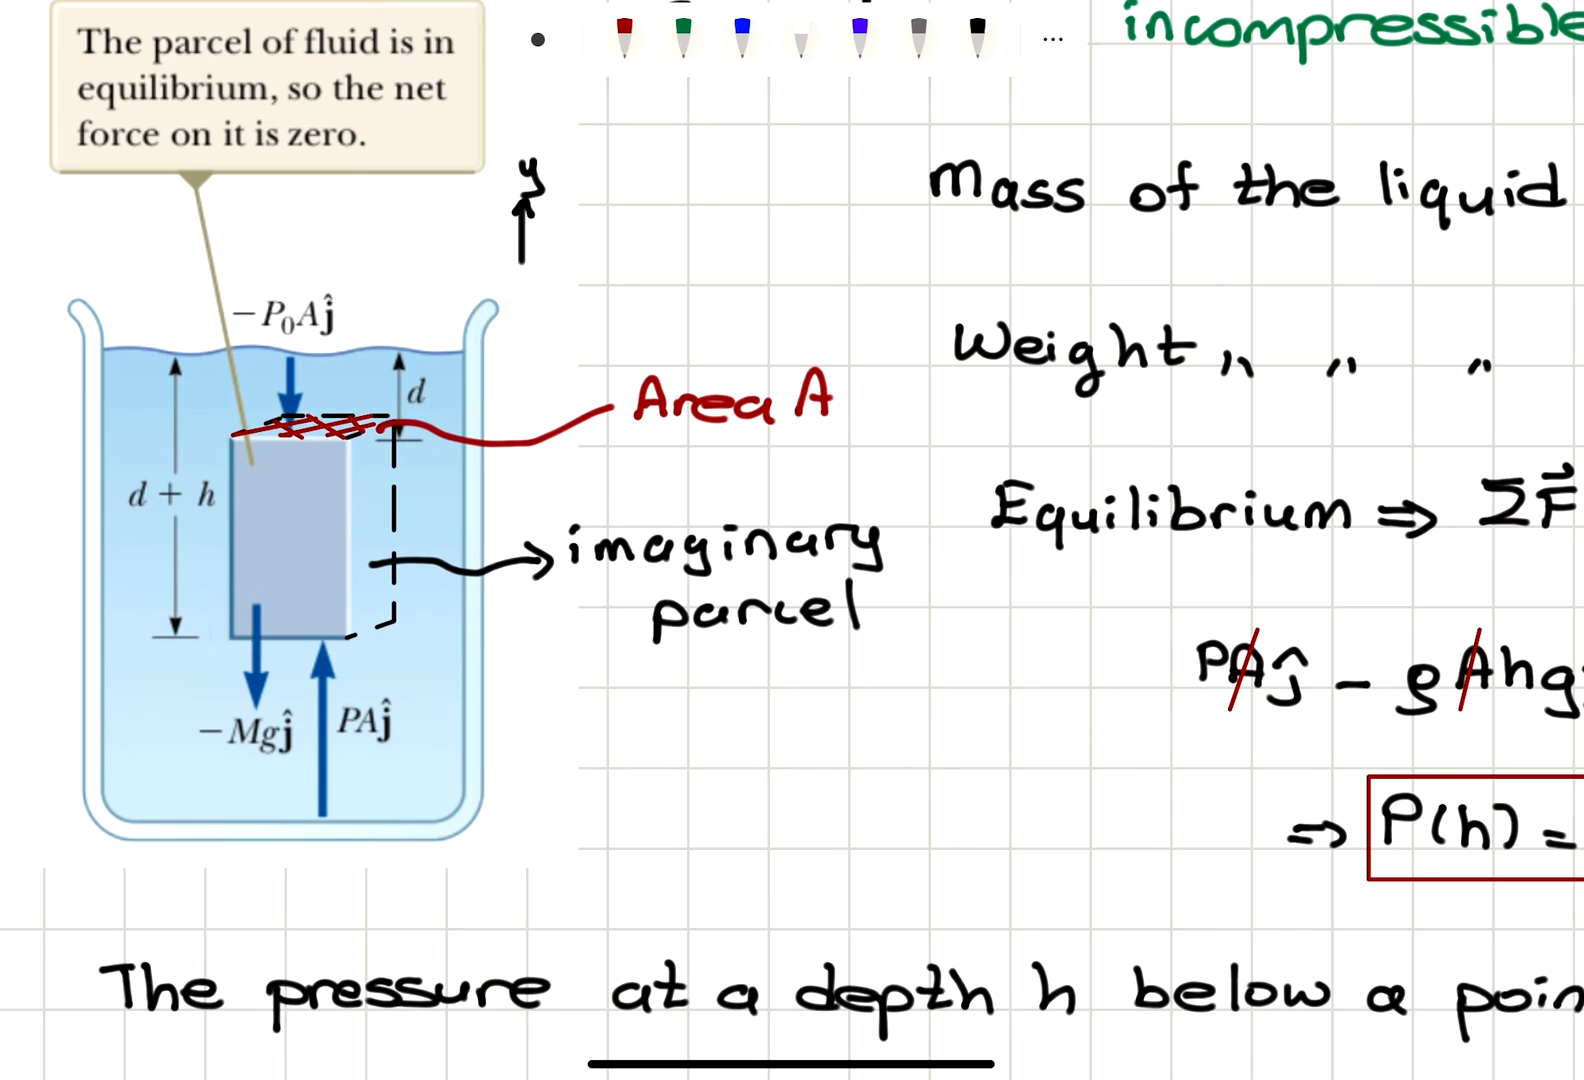 The parcel of fluid is in
equilibrium, so the net
force on it is zero.
incompressible
y
Mass of the liquid
−P₀Aĵ
Weight " " "
d
Area A
d + h
Equilibrium ⇒ ΣF⃗
imaginary
parcel
PAĵ − ρAhg
−Mgĵ
PAĵ
⇒ P(h) =
The pressure at a depth h below a poin